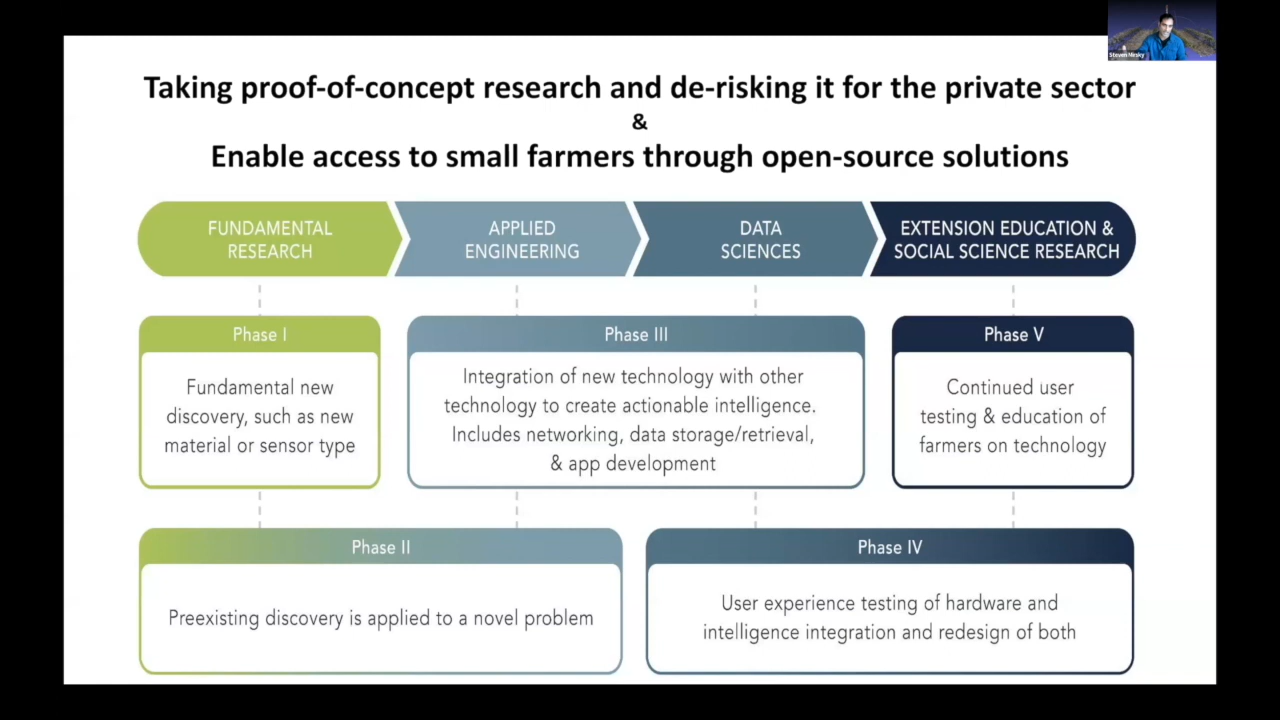 Steven Mirsky
Taking proof-of-concept research and de-risking it for the private sector
&
Enable access to small farmers through open-source solutions
FUNDAMENTAL
RESEARCH
APPLIED
ENGINEERING
DATA
SCIENCES
EXTENSION EDUCATION &
SOCIAL SCIENCE RESEARCH
Phase I
Fundamental new
discovery, such as new
material or sensor type
Phase III
Integration of new technology with other
technology to create actionable intelligence.
Includes networking, data storage/retrieval,
& app development
Phase V
Continued user
testing & education of
farmers on technology
Phase II
Preexisting discovery is applied to a novel problem
Phase IV
User experience testing of hardware and
intelligence integration and redesign of both